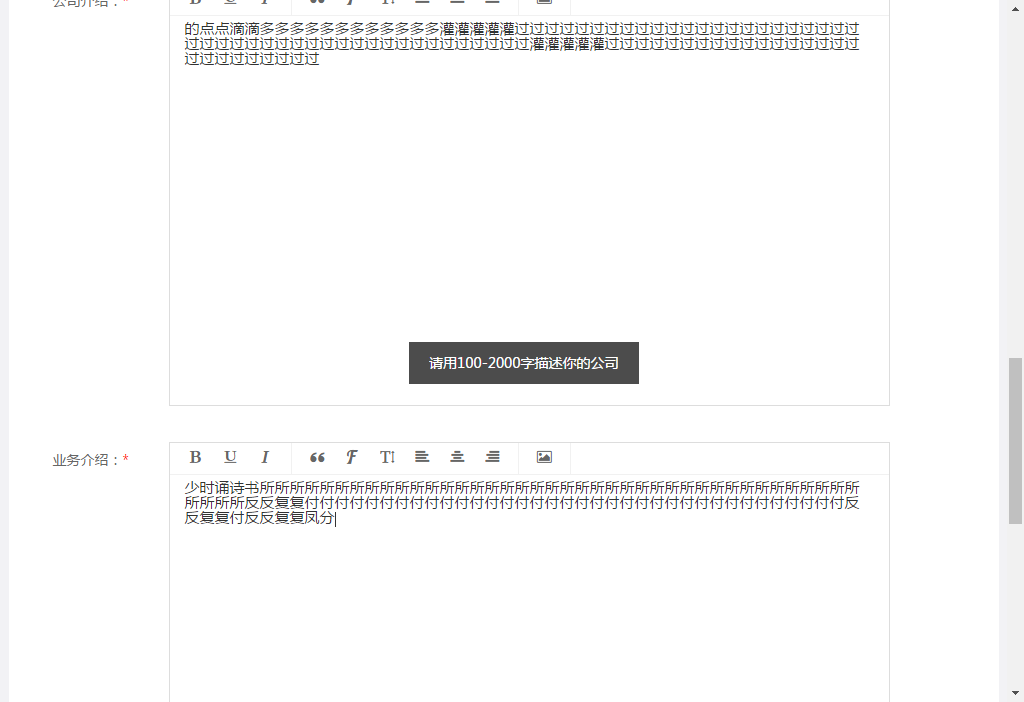 公司介绍：*
的点点滴滴多多多多多多多多多多多多灌灌灌灌灌过过过过过过过过过过过过过过过过过过过过过过过
过过过过过过过过过过过过过过过过过过过过过过过灌灌灌灌灌过过过过过过过过过过过过过过过过过
过过过过过过过过过
请用100-2000字描述你的公司
业务介绍：*
少时诵诗书所所所所所所所所所所所所所所所所所所所所所所所所所所所所所所所所所所所所所所所所
所所所所反反复复付付付付付付付付付付付付付付付付付付付付付付付付付付付付付付付付付付付付反
反复复付反反复复凤分